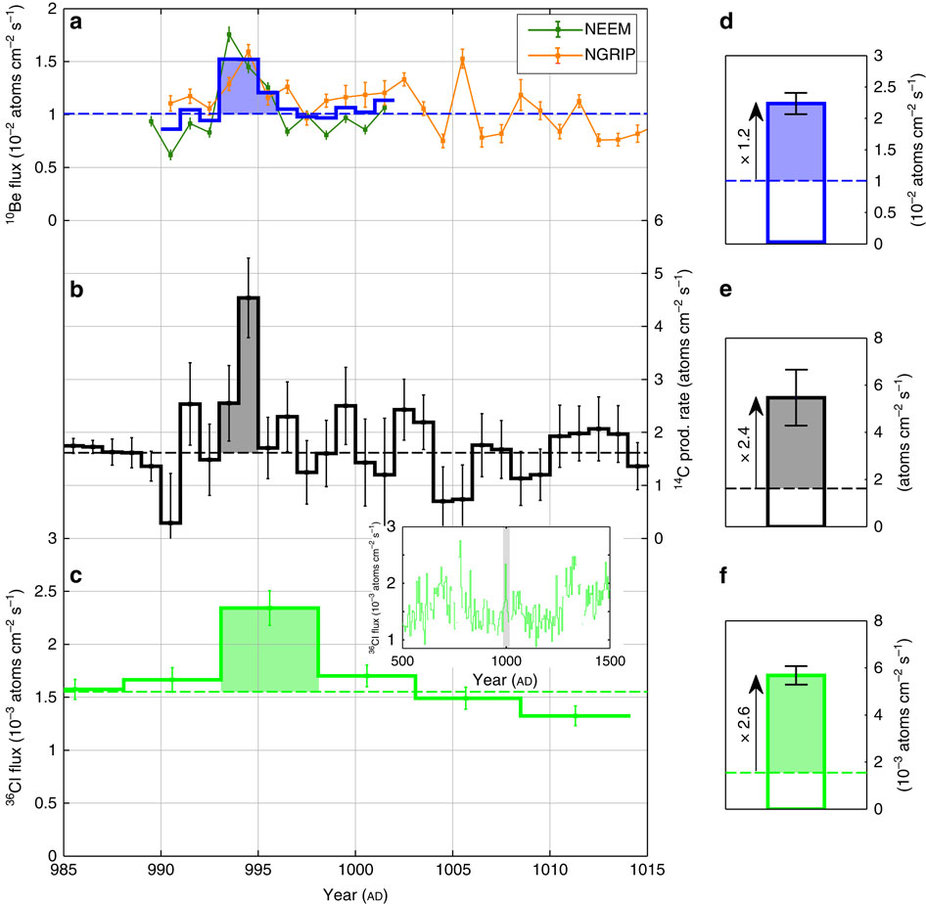 a
2
1.5
1
0.5
0
¹⁰Be flux (10⁻² atoms cm⁻² s⁻¹)
NEEM
NGRIP
b
6
5
4
3
2
1
0
¹⁴C prod. rate (atoms cm⁻² s⁻¹)
c
3
2.5
2
1.5
1
0.5
0
³⁶Cl flux (10⁻³ atoms cm⁻² s⁻¹)
3
2
1
³⁶Cl flux (10⁻³ atoms cm⁻² s⁻¹)
500 1000 1500
Year (AD)
985 990 995 1000 1005 1010 1015
Year (AD)
d
3
2.5
2
1.5
1
0.5
0
× 1.2
(10⁻² atoms cm⁻² s⁻¹)
e
8
6
4
2
0
× 2.4
(atoms cm⁻² s⁻¹)
f
8
6
4
2
0
× 2.6
(10⁻³ atoms cm⁻² s⁻¹)